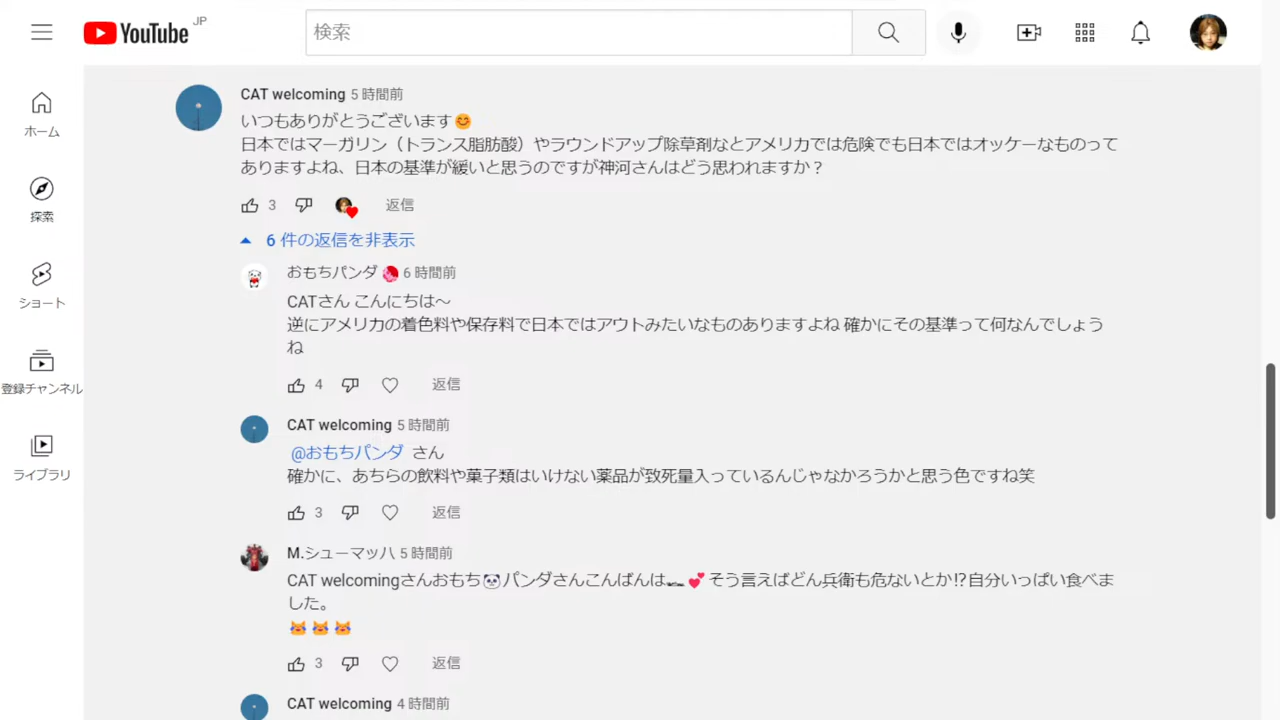 YouTube JP
検索
ホーム
探索
ショート
登録チャンネル
ライブラリ
CAT welcoming 5 時間前
いつもありがとうございます😊
日本ではマーガリン（トランス脂肪酸）やラウンドアップ除草剤なとアメリカでは危険でも日本ではオッケーなものって
ありますよね、日本の基準が緩いと思うのですが神河さんはどう思われますか？
3 返信
6 件の返信を非表示
おもちパンダ 6 時間前
CATさん こんにちは〜
逆にアメリカの着色料や保存料で日本ではアウトみたいなものありますよね 確かにその基準って何なんでしょう
ね
4 返信
CAT welcoming 5 時間前
@おもちパンダ さん
確かに、あちらの飲料や菓子類はいけない薬品が致死量入っているんじゃなかろうかと思う色ですね笑
3 返信
M.シューマッハ 5 時間前
CAT welcomingさんおもち🐼パンダさんこんばんは🏎💕そう言えばどん兵衛も危ないとか⁉自分いっぱい食べま
した。
😹😹😹
3 返信
CAT welcoming 4 時間前